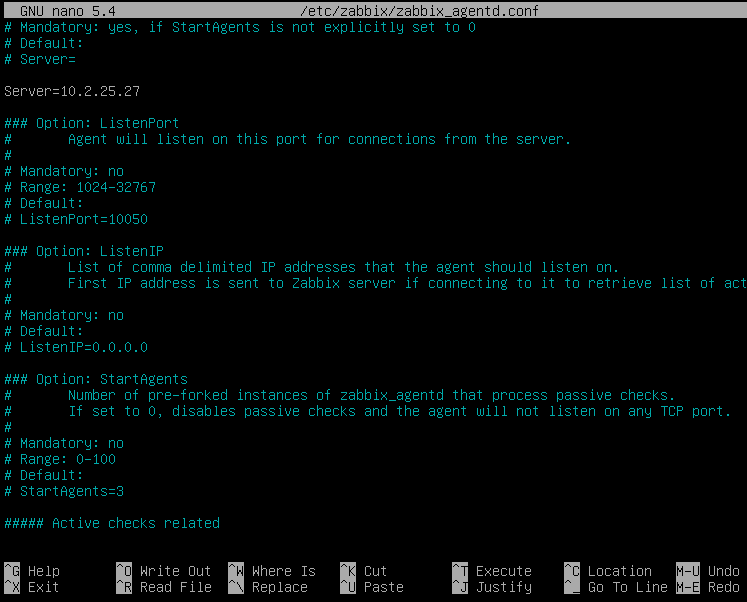 GNU nano 5.4 /etc/zabbix/zabbix_agentd.conf
# Mandatory: yes, if StartAgents is not explicitly set to 0
# Default:
# Server=
Server=10.2.25.27
### Option: ListenPort
# Agent will listen on this port for connections from the server.
#
# Mandatory: no
# Range: 1024-32767
# Default:
# ListenPort=10050
### Option: ListenIP
# List of comma delimited IP addresses that the agent should listen on.
# First IP address is sent to Zabbix server if connecting to it to retrieve list of act
#
# Mandatory: no
# Default:
# ListenIP=0.0.0.0
### Option: StartAgents
# Number of pre-forked instances of zabbix_agentd that process passive checks.
# If set to 0, disables passive checks and the agent will not listen on any TCP port.
#
# Mandatory: no
# Range: 0-100
# Default:
# StartAgents=3
##### Active checks related
^G Help ^O Write Out ^W Where Is ^K Cut ^T Execute ^C Location M-U Undo
^X Exit ^R Read File ^\ Replace ^U Paste ^J Justify ^_ Go To Line M-E Redo